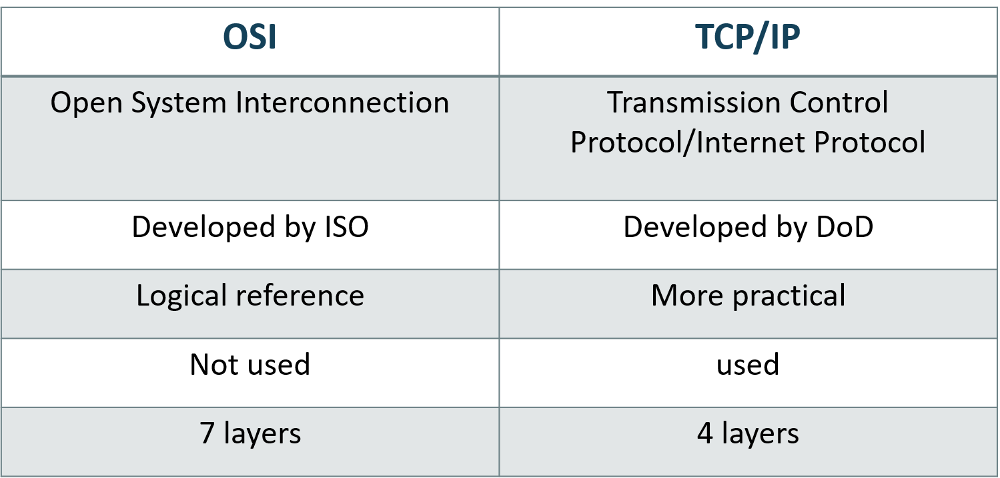 OSI
TCP/IP
Open System Interconnection
Transmission Control
Protocol/Internet Protocol
Developed by ISO
Developed by DoD
Logical reference
More practical
Not used
used
7 layers
4 layers